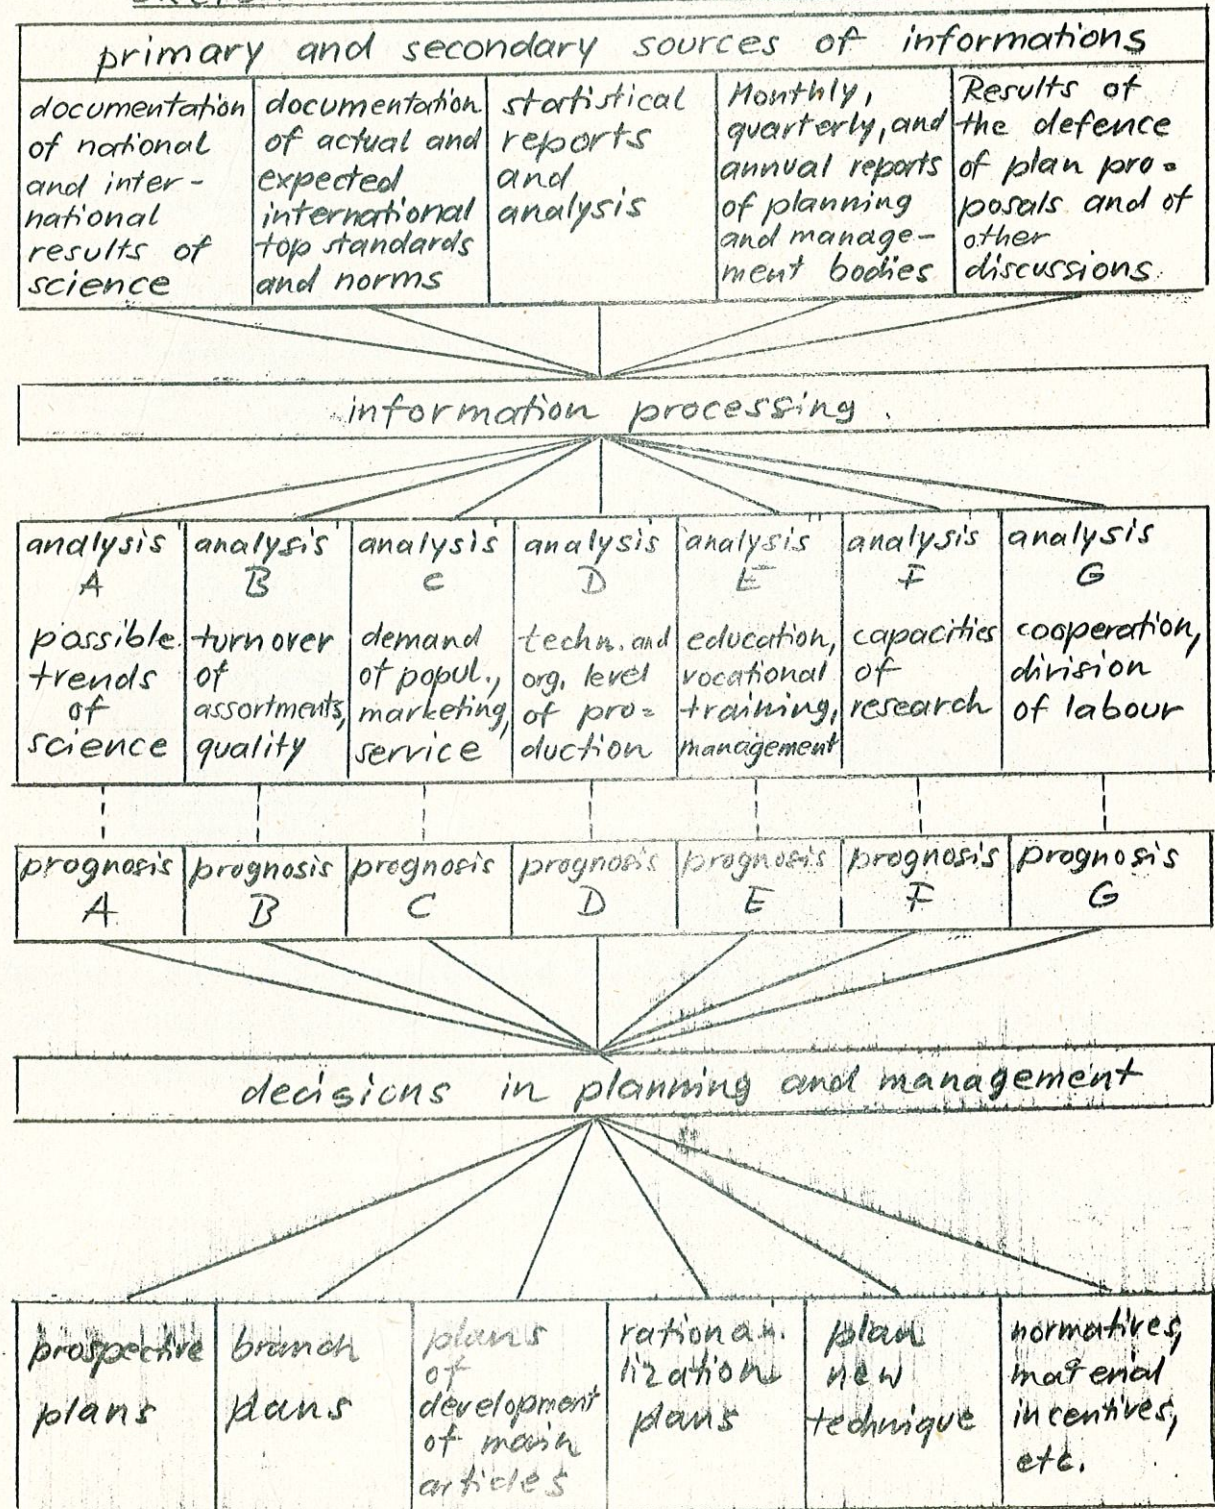 primary and secondary sources of informations
documentation
of national
and inter-
national
results of
science
documentation
of actual and
expected
international
top standards
and norms
statistical
reports
and
analysis
Monthly,
quarterly, and
annual reports
of planning
and manage-
ment bodies
Results of
the defence
of plan pro=
posals and of
other
discussions.
information processing
analysis
A
possible
trends
of
science
analysis
B
turnover
of
assortments,
quality
analysis
C
demand
of popul.,
marketing,
service
analysis
D
techn. and
org. level
of pro=
duction
analysis
E
education,
vocational
training,
management
analysis
F
capacities
of
research
analysis
G
cooperation,
division
of labour
prognosis
A
prognosis
B
prognosis
C
prognosis
D
prognosis
E
prognosis
F
prognosis
G
decisions in planning and management
prospective
plans
branch
plans
plans
of
development
of main
articles
lization
plans
plan
new
technique
normatives,
material
incentives,
etc.